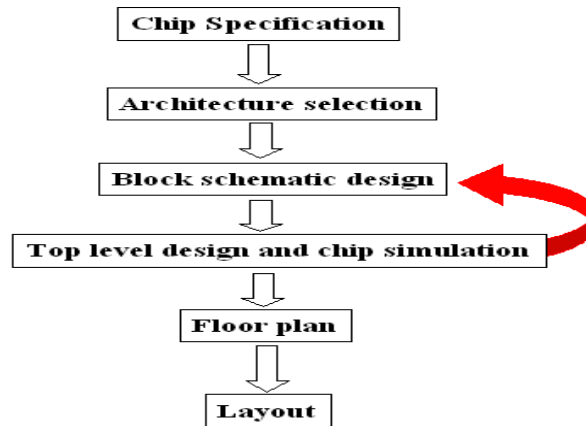 Chip Specification
Architecture selection
Block schematic design
Top level design and chip simulation
Floor plan
Layout